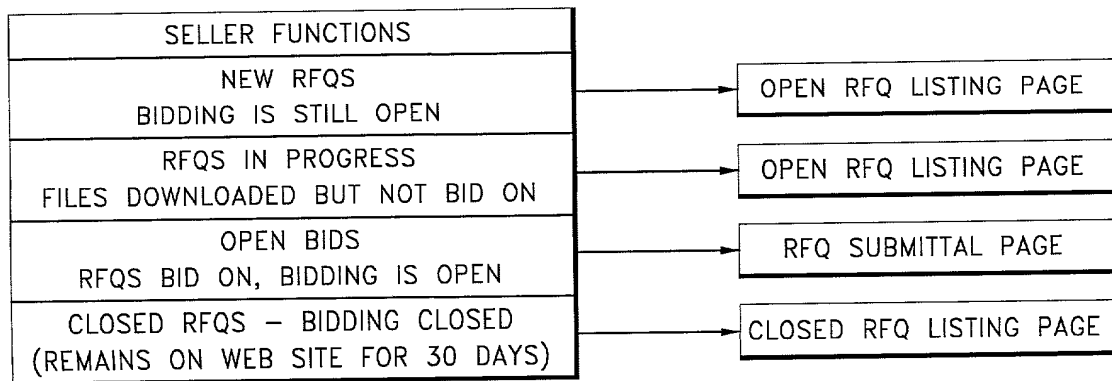 SELLER FUNCTIONS
NEW RFQS
BIDDING IS STILL OPEN
OPEN RFQ LISTING PAGE
RFQS IN PROGRESS
FILES DOWNLOADED BUT NOT BID ON
OPEN RFQ LISTING PAGE
OPEN BIDS
RFQS BID ON, BIDDING IS OPEN
RFQ SUBMITTAL PAGE
CLOSED RFQS – BIDDING CLOSED
(REMAINS ON WEB SITE FOR 30 DAYS)
CLOSED RFQ LISTING PAGE